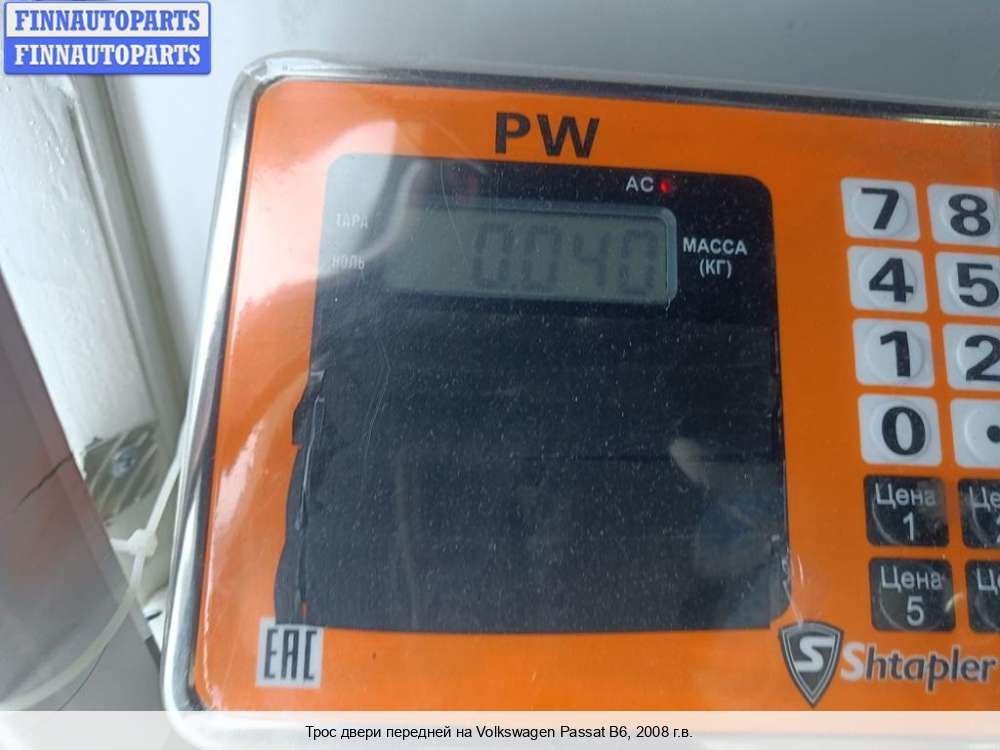 FINNAUTOPARTS
FINNAUTOPARTS
PW
AC
ТАРА
НОЛЬ
0.040
МАССА
(КГ)
7 8
4 5
1 2
0 .
Цена
1
Цена
5
EAC
S Shtapler
Трос двери передней на Volkswagen Passat B6, 2008 г.в.